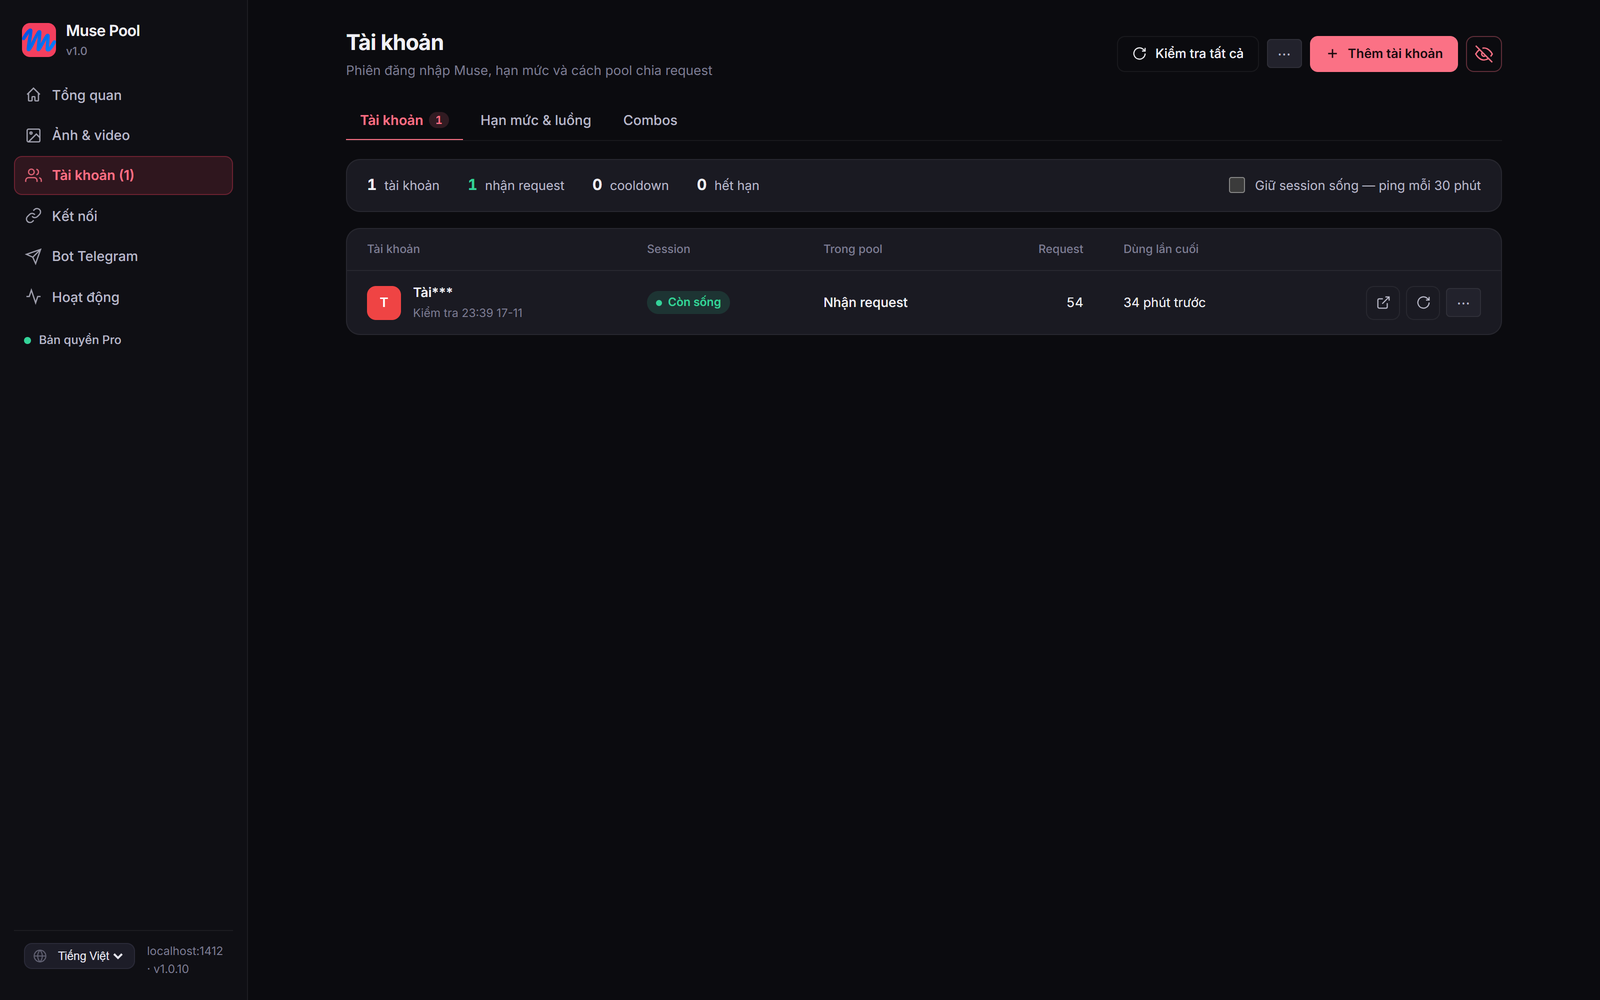 Muse Pool
v1.0
Tổng quan
Ảnh & video
Tài khoản (1)
Kết nối
Bot Telegram
Hoạt động
Bản quyền Pro
Tiếng Việt
localhost:1412
· v1.0.10
Tài khoản
Phiên đăng nhập Muse, hạn mức và cách pool chia request
Kiểm tra tất cả
···
+ Thêm tài khoản
Tài khoản 1
Hạn mức & luồng
Combos
1 tài khoản
1 nhận request
0 cooldown
0 hết hạn
Giữ session sống — ping mỗi 30 phút
Tài khoản
Session
Trong pool
Request
Dùng lần cuối
T
Tài***
Kiểm tra 23:39 17-11
Còn sống
Nhận request
54
34 phút trước
···